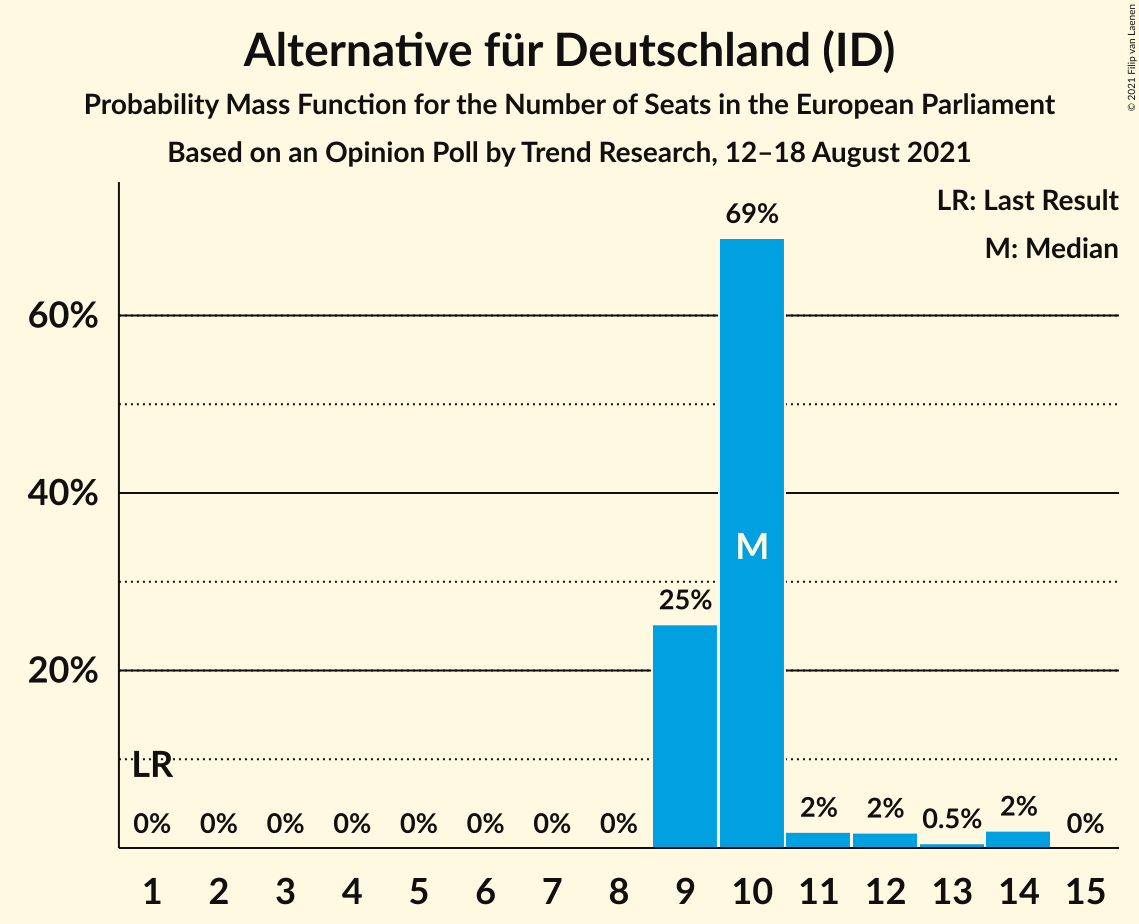 Alternative für Deutschland (ID)
Probability Mass Function for the Number of Seats in the European Parliament
Based on an Opinion Poll by Trend Research, 12–18 August 2021
© 2021 Filip van Laenen
LR: Last Result
M: Median
60%
40%
20%
LR
M
0% 0% 0% 0% 0% 0% 0% 0% 25% 69% 2% 2% 0.5% 2% 0%
1 2 3 4 5 6 7 8 9 10 11 12 13 14 15